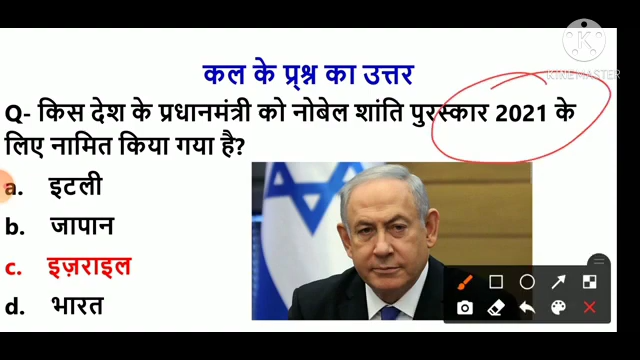 KINEMASTER
कल के प्रश्न का उत्तर
Q- किस देश के प्रधानमंत्री को नोबेल शांति पुरस्कार 2021 के
लिए नामित किया गया है?
a. इटली
b. जापान
c. इज़राइल
d. भारत